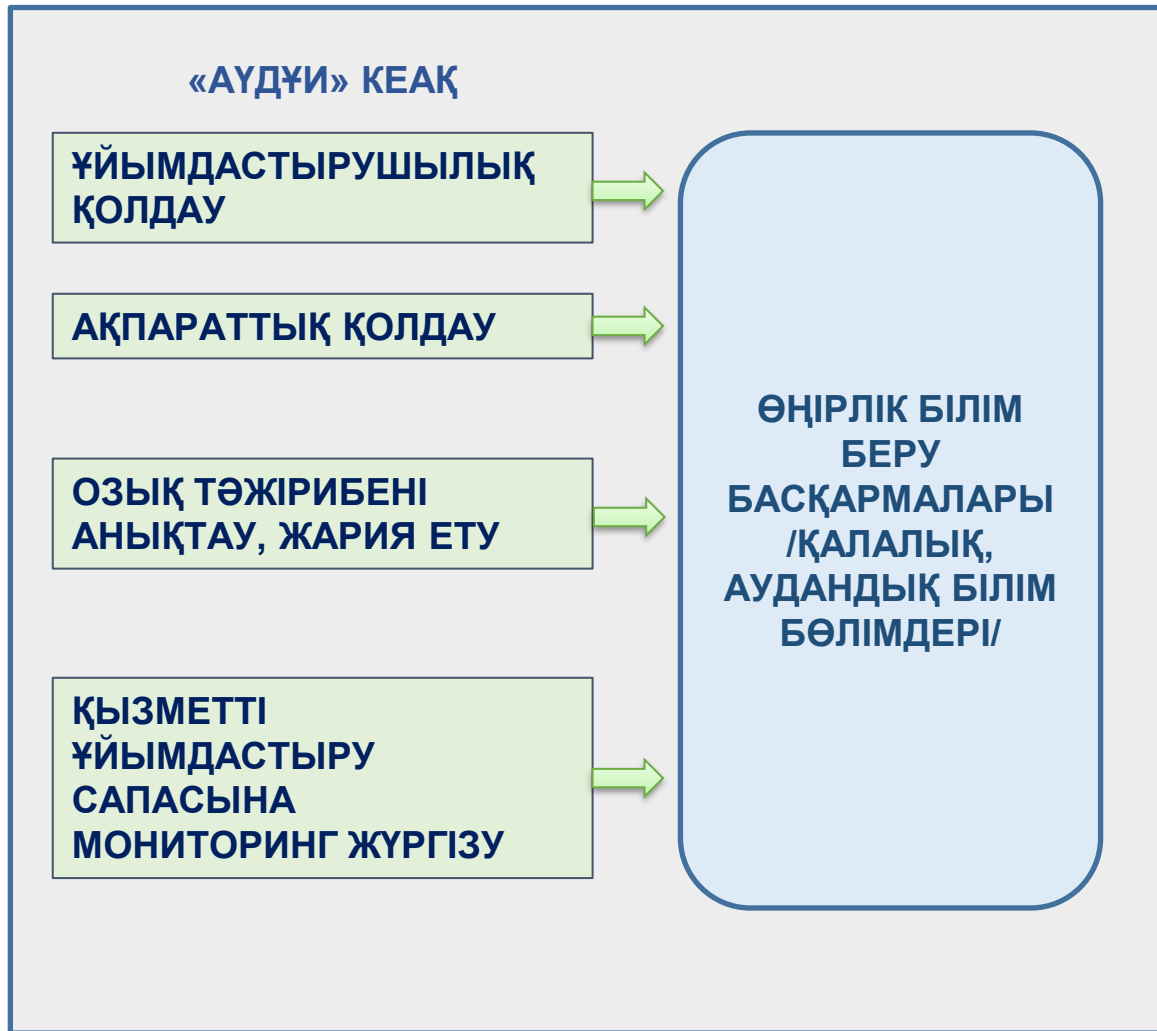 «АҮДҰИ» КЕАҚ
ҰЙЫМДАСТЫРУШЫЛЫҚ
ҚОЛДАУ
АҚПАРАТТЫҚ ҚОЛДАУ
ОЗЫҚ ТӘЖІРИБЕНІ
АНЫҚТАУ, ЖАРИЯ ЕТУ
ҚЫЗМЕТТІ
ҰЙЫМДАСТЫРУ
САПАСЫНА
МОНИТОРИНГ ЖҮРГІЗУ
ӨҢІРЛІК БІЛІМ
БЕРУ
БАСҚАРМАЛАРЫ
/ҚАЛАЛЫҚ,
АУДАНДЫҚ БІЛІМ
БӨЛІМДЕРІ/